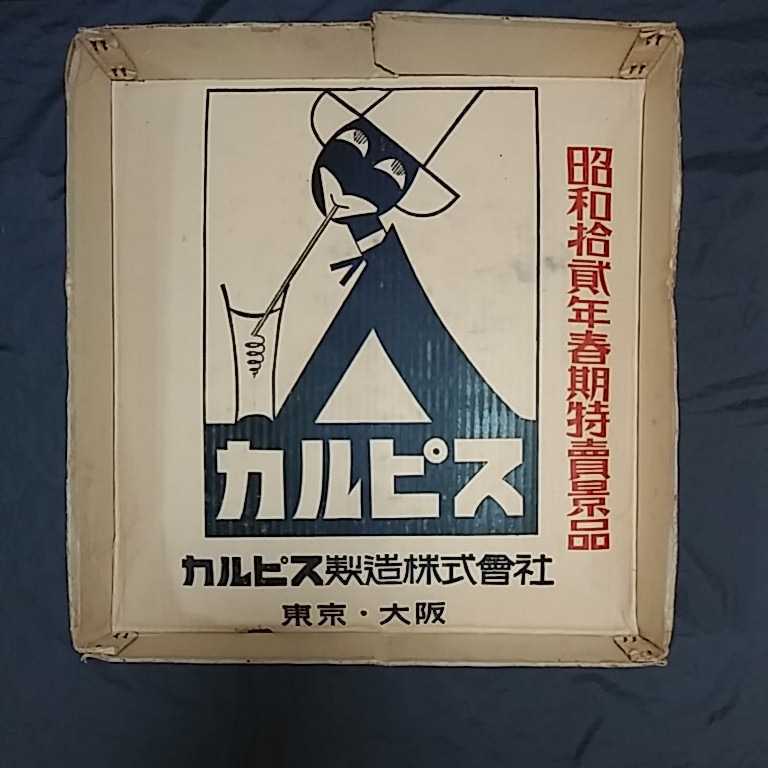 昭和拾貳年春期特賣景品
カルピス
カルピス製造株式會社
東京・大阪